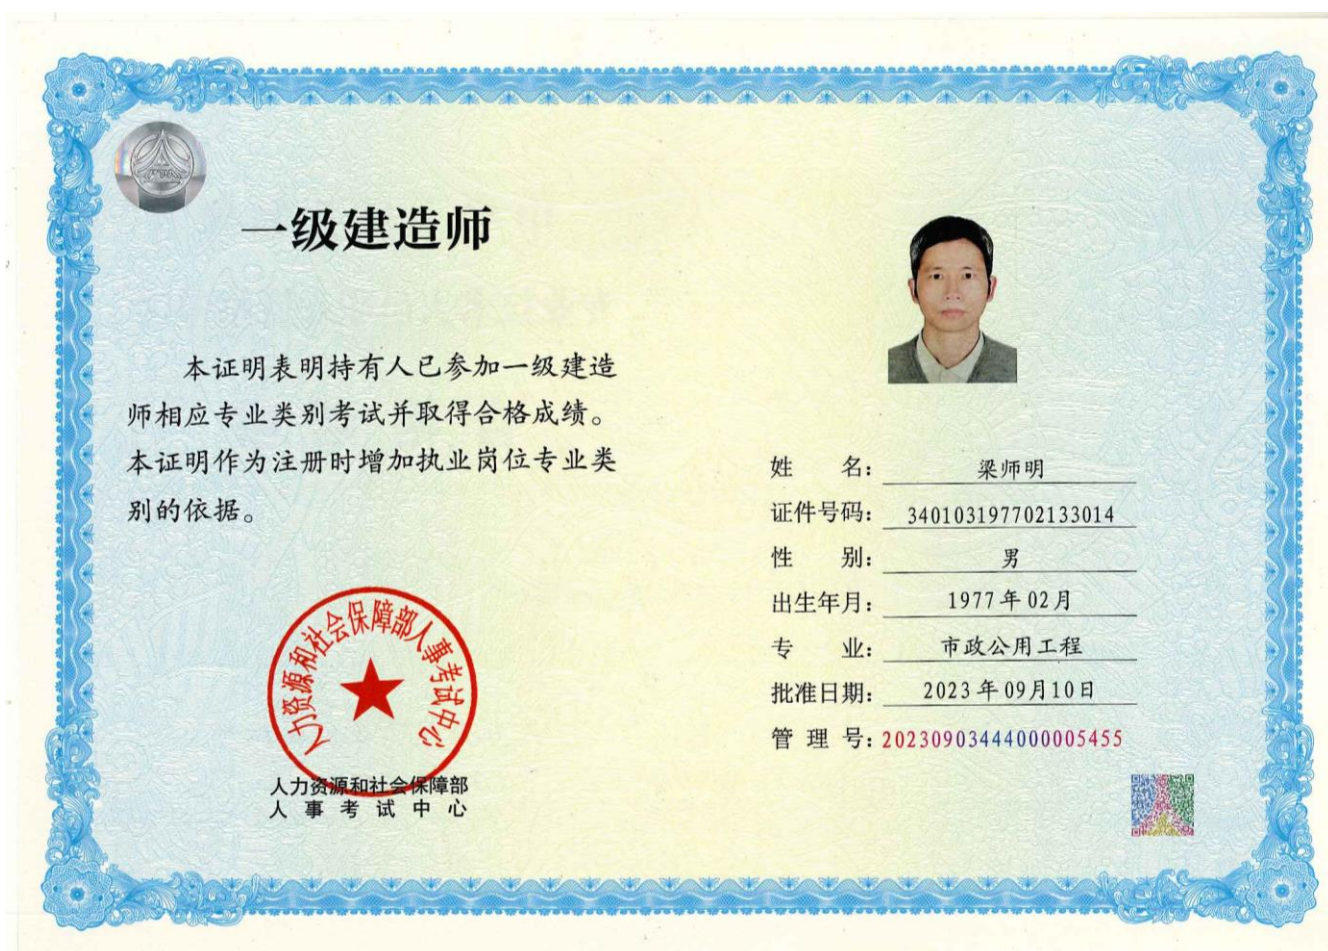 一级建造师
本证明表明持有人已参加一级建造
师相应专业类别考试并取得合格成绩。
本证明作为注册时增加执业岗位专业类
别的依据。
人力资源和社会保障部人事考试中心
人力资源和社会保障部
人事考试中心
姓 名: 梁师明
证件号码: 340103197702133014
性 别: 男
出生年月: 1977年02月
专 业: 市政公用工程
批准日期: 2023年09月10日
管 理 号: 20230903444000005455